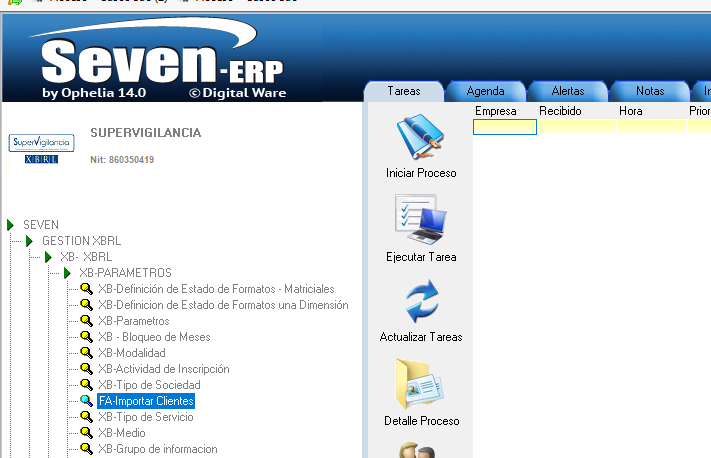 Seven-ERP
by Ophelia 14.0 ©Digital Ware
Tareas Agenda Alertas Notas
Empresa Recibido Hora Prior
SuperVigilancia
XBRL
SUPERVIGILANCIA
Nit: 860350419
SEVEN
GESTION XBRL
XB- XBRL
XB-PARAMETROS
XB-Definición de Estado de Formatos - Matriciales
XB-Definicion de Estado de Formatos una Dimensión
XB-Parametros
XB - Bloqueo de Meses
XB-Modalidad
XB-Actividad de Inscripción
XB-Tipo de Sociedad
FA-Importar Clientes
XB-Tipo de Servicio
XB-Medio
XB-Grupo de informacion
Iniciar Proceso
Ejecutar Tarea
Actualizar Tareas
Detalle Proceso